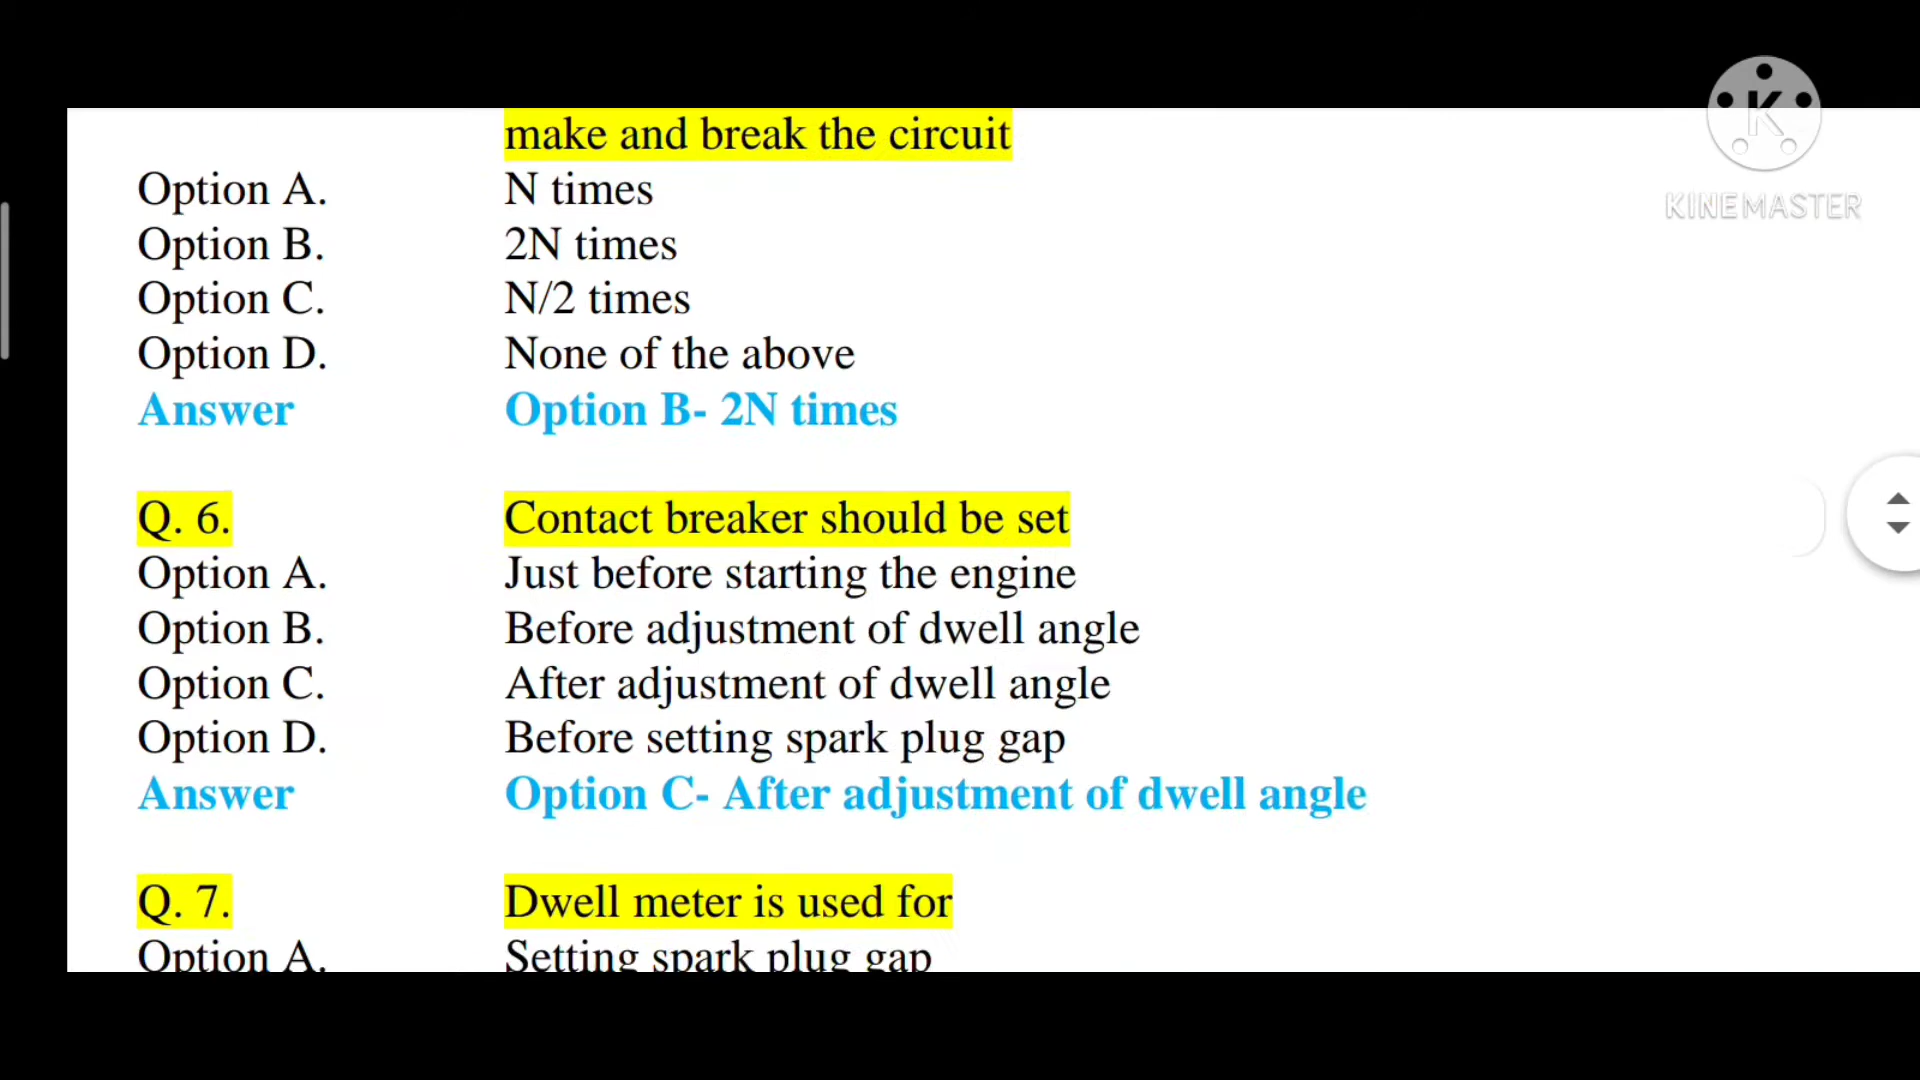 make and break the circuit
Option A. N times
Option B. 2N times
Option C. N/2 times
Option D. None of the above
Answer Option B- 2N times
Q. 6. Contact breaker should be set
Option A. Just before starting the engine
Option B. Before adjustment of dwell angle
Option C. After adjustment of dwell angle
Option D. Before setting spark plug gap
Answer Option C- After adjustment of dwell angle
Q. 7. Dwell meter is used for
Option A. Setting spark plug gap
K
KINEMASTER